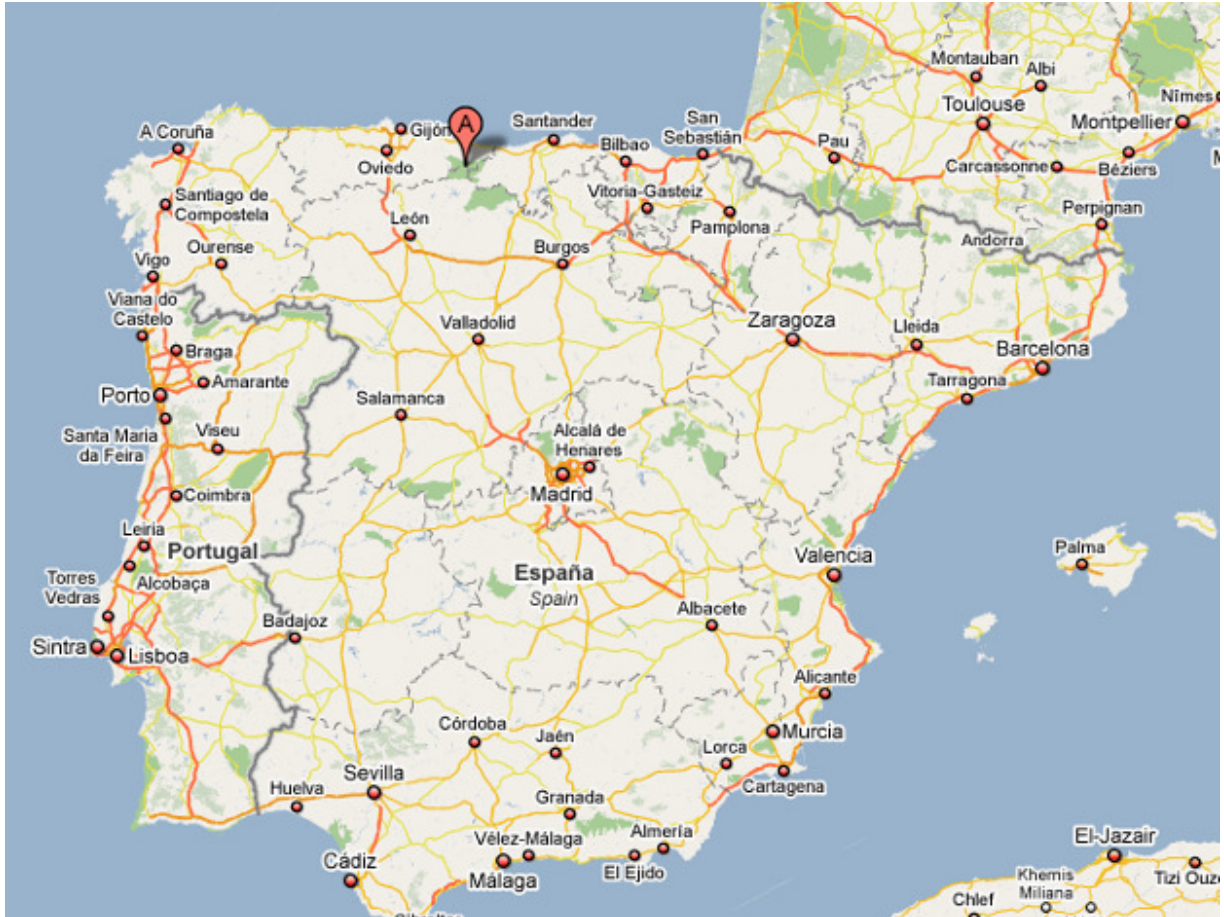 Montauban
Albi
Nîmes
Toulouse
Montpellier
A
Gijón
Santander
San
Sebastián
A Coruña
Bilbao
Pau
Oviedo
Carcassonne
Béziers
Santiago de
Compostela
Vitoria-Gasteiz
Perpignan
León
Pamplona
Ourense
Burgos
Andorra
Vigo
Viana do
Castelo
Valladolid
Zaragoza
Lleida
Braga
Barcelona
Amarante
Tarragona
Porto
Salamanca
Santa Maria
da Feira
Viseu
Alcalá de
Henares
Madrid
Coimbra
Leiria
Portugal
Valencia
Palma
Torres
Vedras
Alcobaça
España
Spain
Badajoz
Albacete
Sintra
Lisboa
Alicante
Córdoba
Jaén
Murcia
Lorca
Sevilla
Huelva
Cartagena
Granada
Vélez-Málaga
Almería
El-Jazair
Cádiz
Málaga
El Ejido
Khemis
Miliana
Tizi Ouzo
Chlef